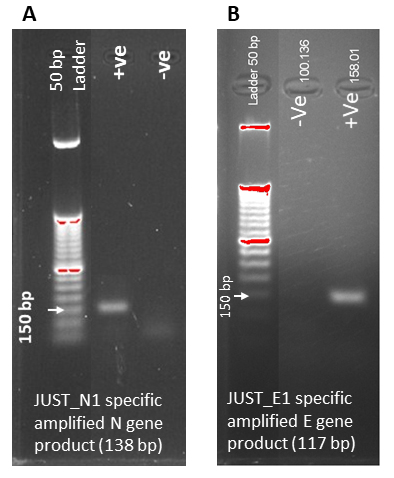 A
50 bp
Ladder
+ve
-ve
150 bp
JUST_N1 specific
amplified N gene
product (138 bp)
B
Ladder 50 bp
-Ve 100.136
+Ve 158.01
150 bp
JUST_E1 specific
amplified E gene
product (117 bp)